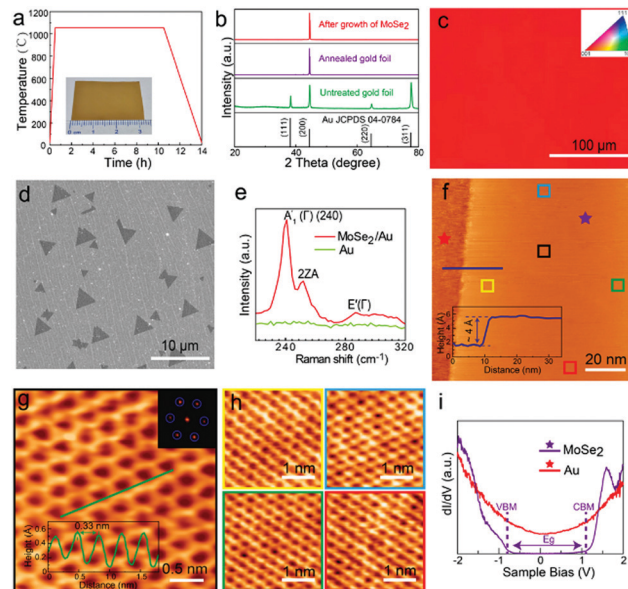 a
Temperature (℃)
1200
1000
800
600
400
200
0
0 2 4 6 8 10 12 14
Time (h)
0 cm 1 2 3
b
Intensity (a.u.)
After growth of MoSe2
Annealed gold foil
Untreated gold foil
Au JCPDS 04-0784
(111)
(200)
(220)
(311)
20 30 40 50 60 70 80
2 Theta (degree)
c
111
001
100 μm
d
10 μm
e
Intensity (a.u.)
A'1 (Γ) (240)
MoSe2/Au
Au
2ZA
E'(Γ)
240 260 280 300 320
Raman shift (cm-1)
f
Height (Å)
6
4
2
0
~ 4 Å
0 10 20 30
Distance (nm)
20 nm
g
Height (Å)
0.6
0.4
0.2
0
0.33 nm
0.0 0.5 1.0 1.5
Distance (nm)
0.5 nm
h
1 nm
1 nm
1 nm
1 nm
i
dI/dV (a.u.)
MoSe2
Au
VBM
CBM
Eg
-2 -1 0 1 2
Sample Bias (V)